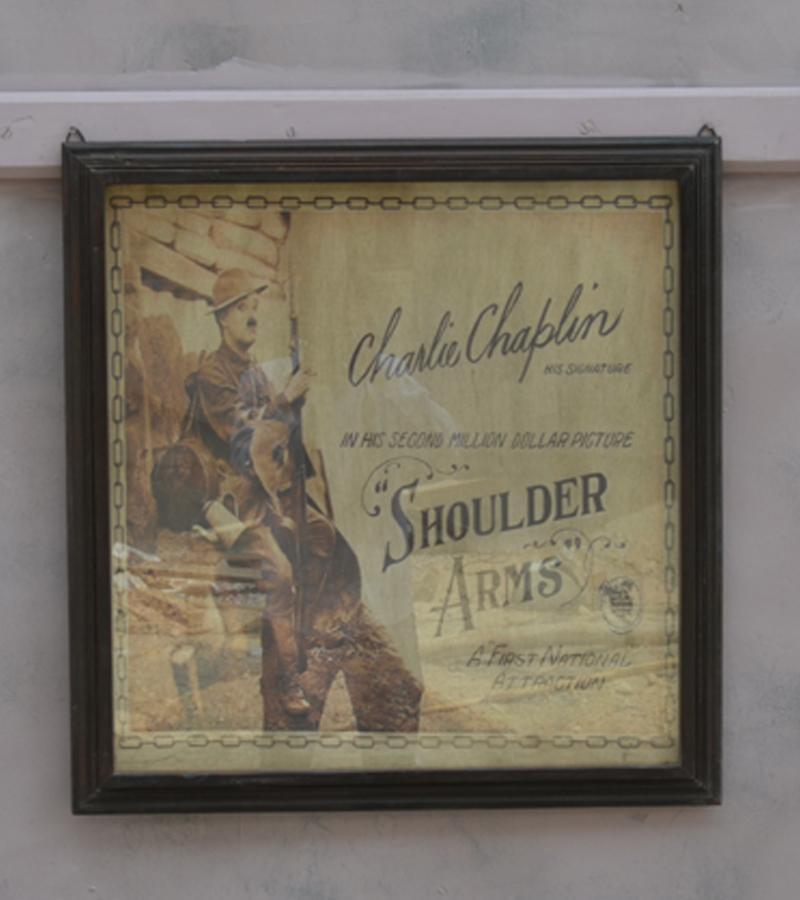 Charlie Chaplin
HIS SIGNATURE
IN HIS SECOND MILLION DOLLAR PICTURE
"SHOULDER
ARMS"
A "FIRST NATIONAL
ATTRACTION